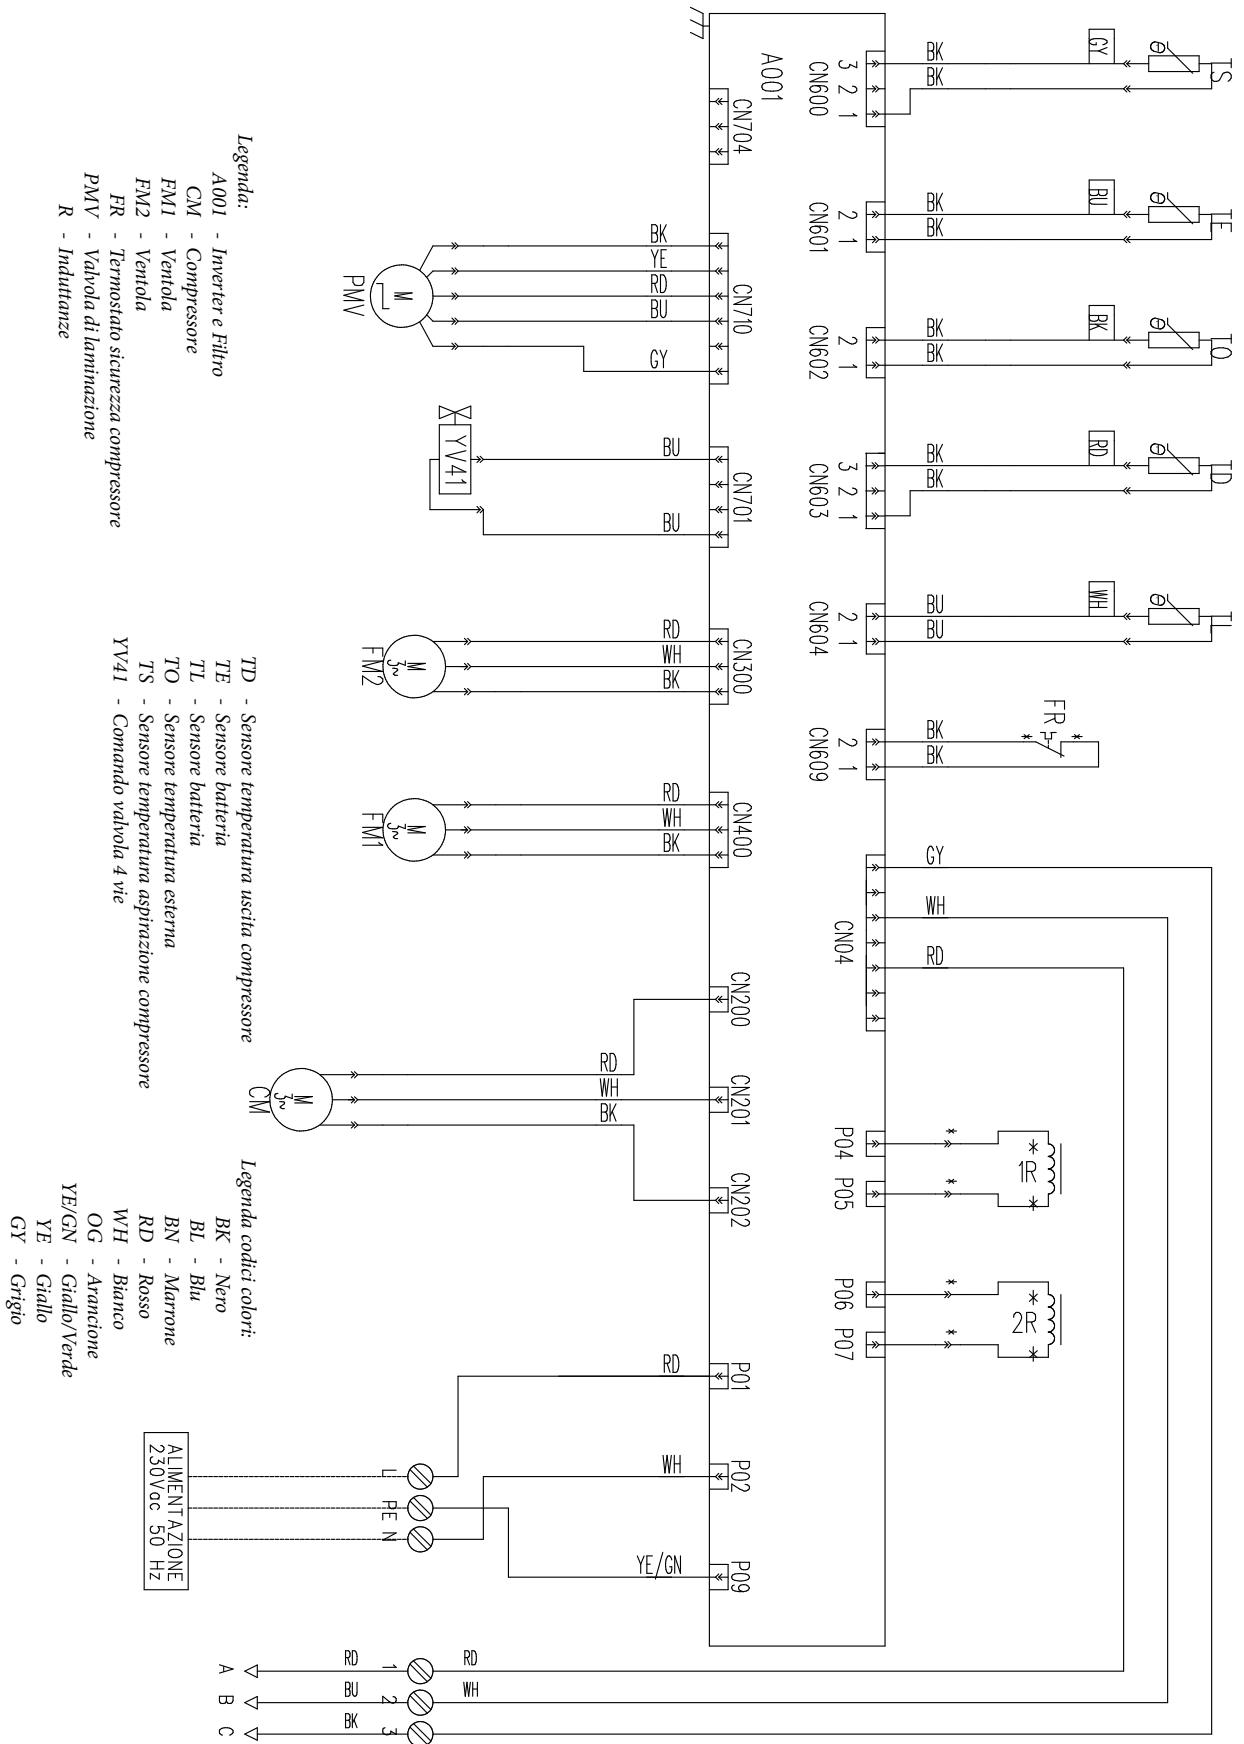 TS
GY
BK
BK
3 2 1
CN600
TE
BU
BK
BK
2 1
CN601
TO
BK
BK
BK
2 1
CN602
TD
RD
BK
BK
3 2 1
CN603
TL
WH
BU
BU
2 1
CN604
FR
BK
BK
2 1
CN609
GY
WH
RD
CN04
1R
P04 P05
2R
P06 P07
A001
CN704
CN710
BK
YE
RD
BU
GY
M
PMV
CN701
BU
BU
YV41
CN300
RD
WH
BK
M
3~
FM2
CN400
RD
WH
BK
M
3~
FM1
CN200
CN201
CN202
RD
WH
BK
M
3~
CM
P01
P02
P09
RD
WH
YE/GN
L
PE
N
ALIMENTAZIONE
230Vac 50 Hz
RD
WH
1
2
3
RD
BU
BK
A
B
C
Legenda:
A001 - Inverter e Filtro
CM - Compressore
FM1 - Ventola
FM2 - Ventola
FR - Termostato sicurezza compressore
PMV - Valvola di laminazione
R - Induttanze
TD - Sensore temperatura uscita compressore
TE - Sensore batteria
TL - Sensore batteria
TO - Sensore temperatura esterna
TS - Sensore temperatura aspirazione compressore
YV41 - Comando valvola 4 vie
Legenda codici colori:
BK - Nero
BL - Blu
BN - Marrone
RD - Rosso
WH - Bianco
OG - Arancione
YE/GN - Giallo/Verde
YE - Giallo
GY - Grigio